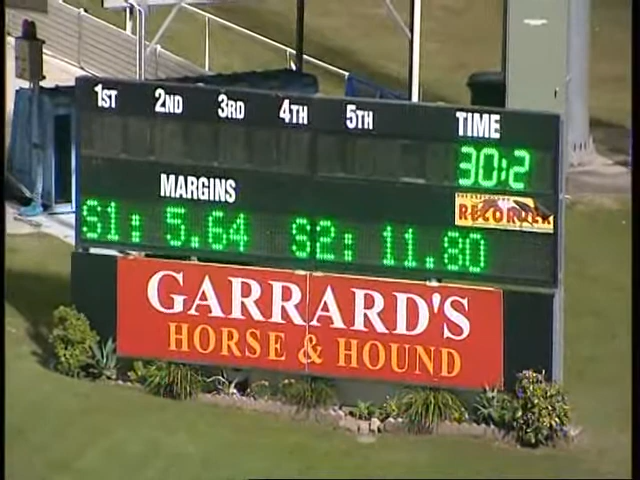 1ST 2ND 3RD 4TH 5TH TIME
30:2
MARGINS
RECORDER
S1: 5.64 S2: 11.80
GARRARD'S
HORSE & HOUND